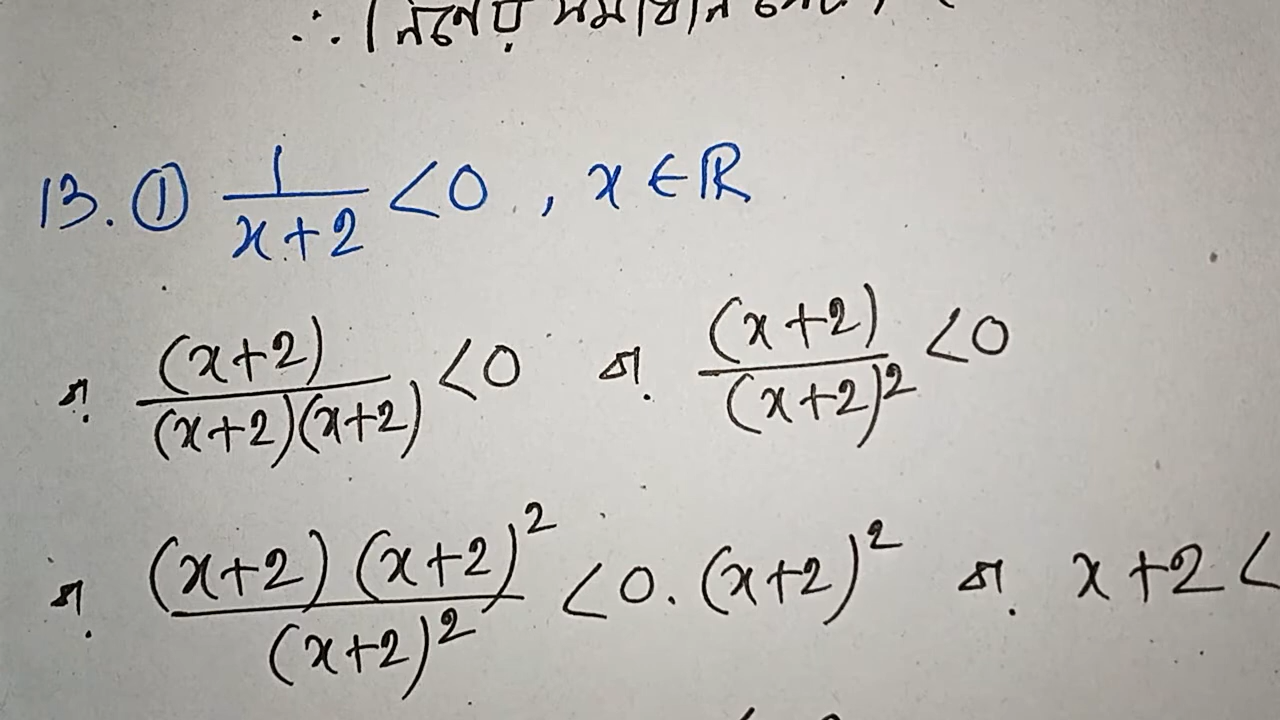 ∴ নির্ণেয় সমাধান
13. ① 1/(x+2) < 0 , x ∈ ℝ
বা, (x+2)/((x+2)(x+2)) < 0 বা, (x+2)/(x+2)² < 0
বা, (x+2)(x+2)²/(x+2)² < 0.(x+2)² বা, x+2 <